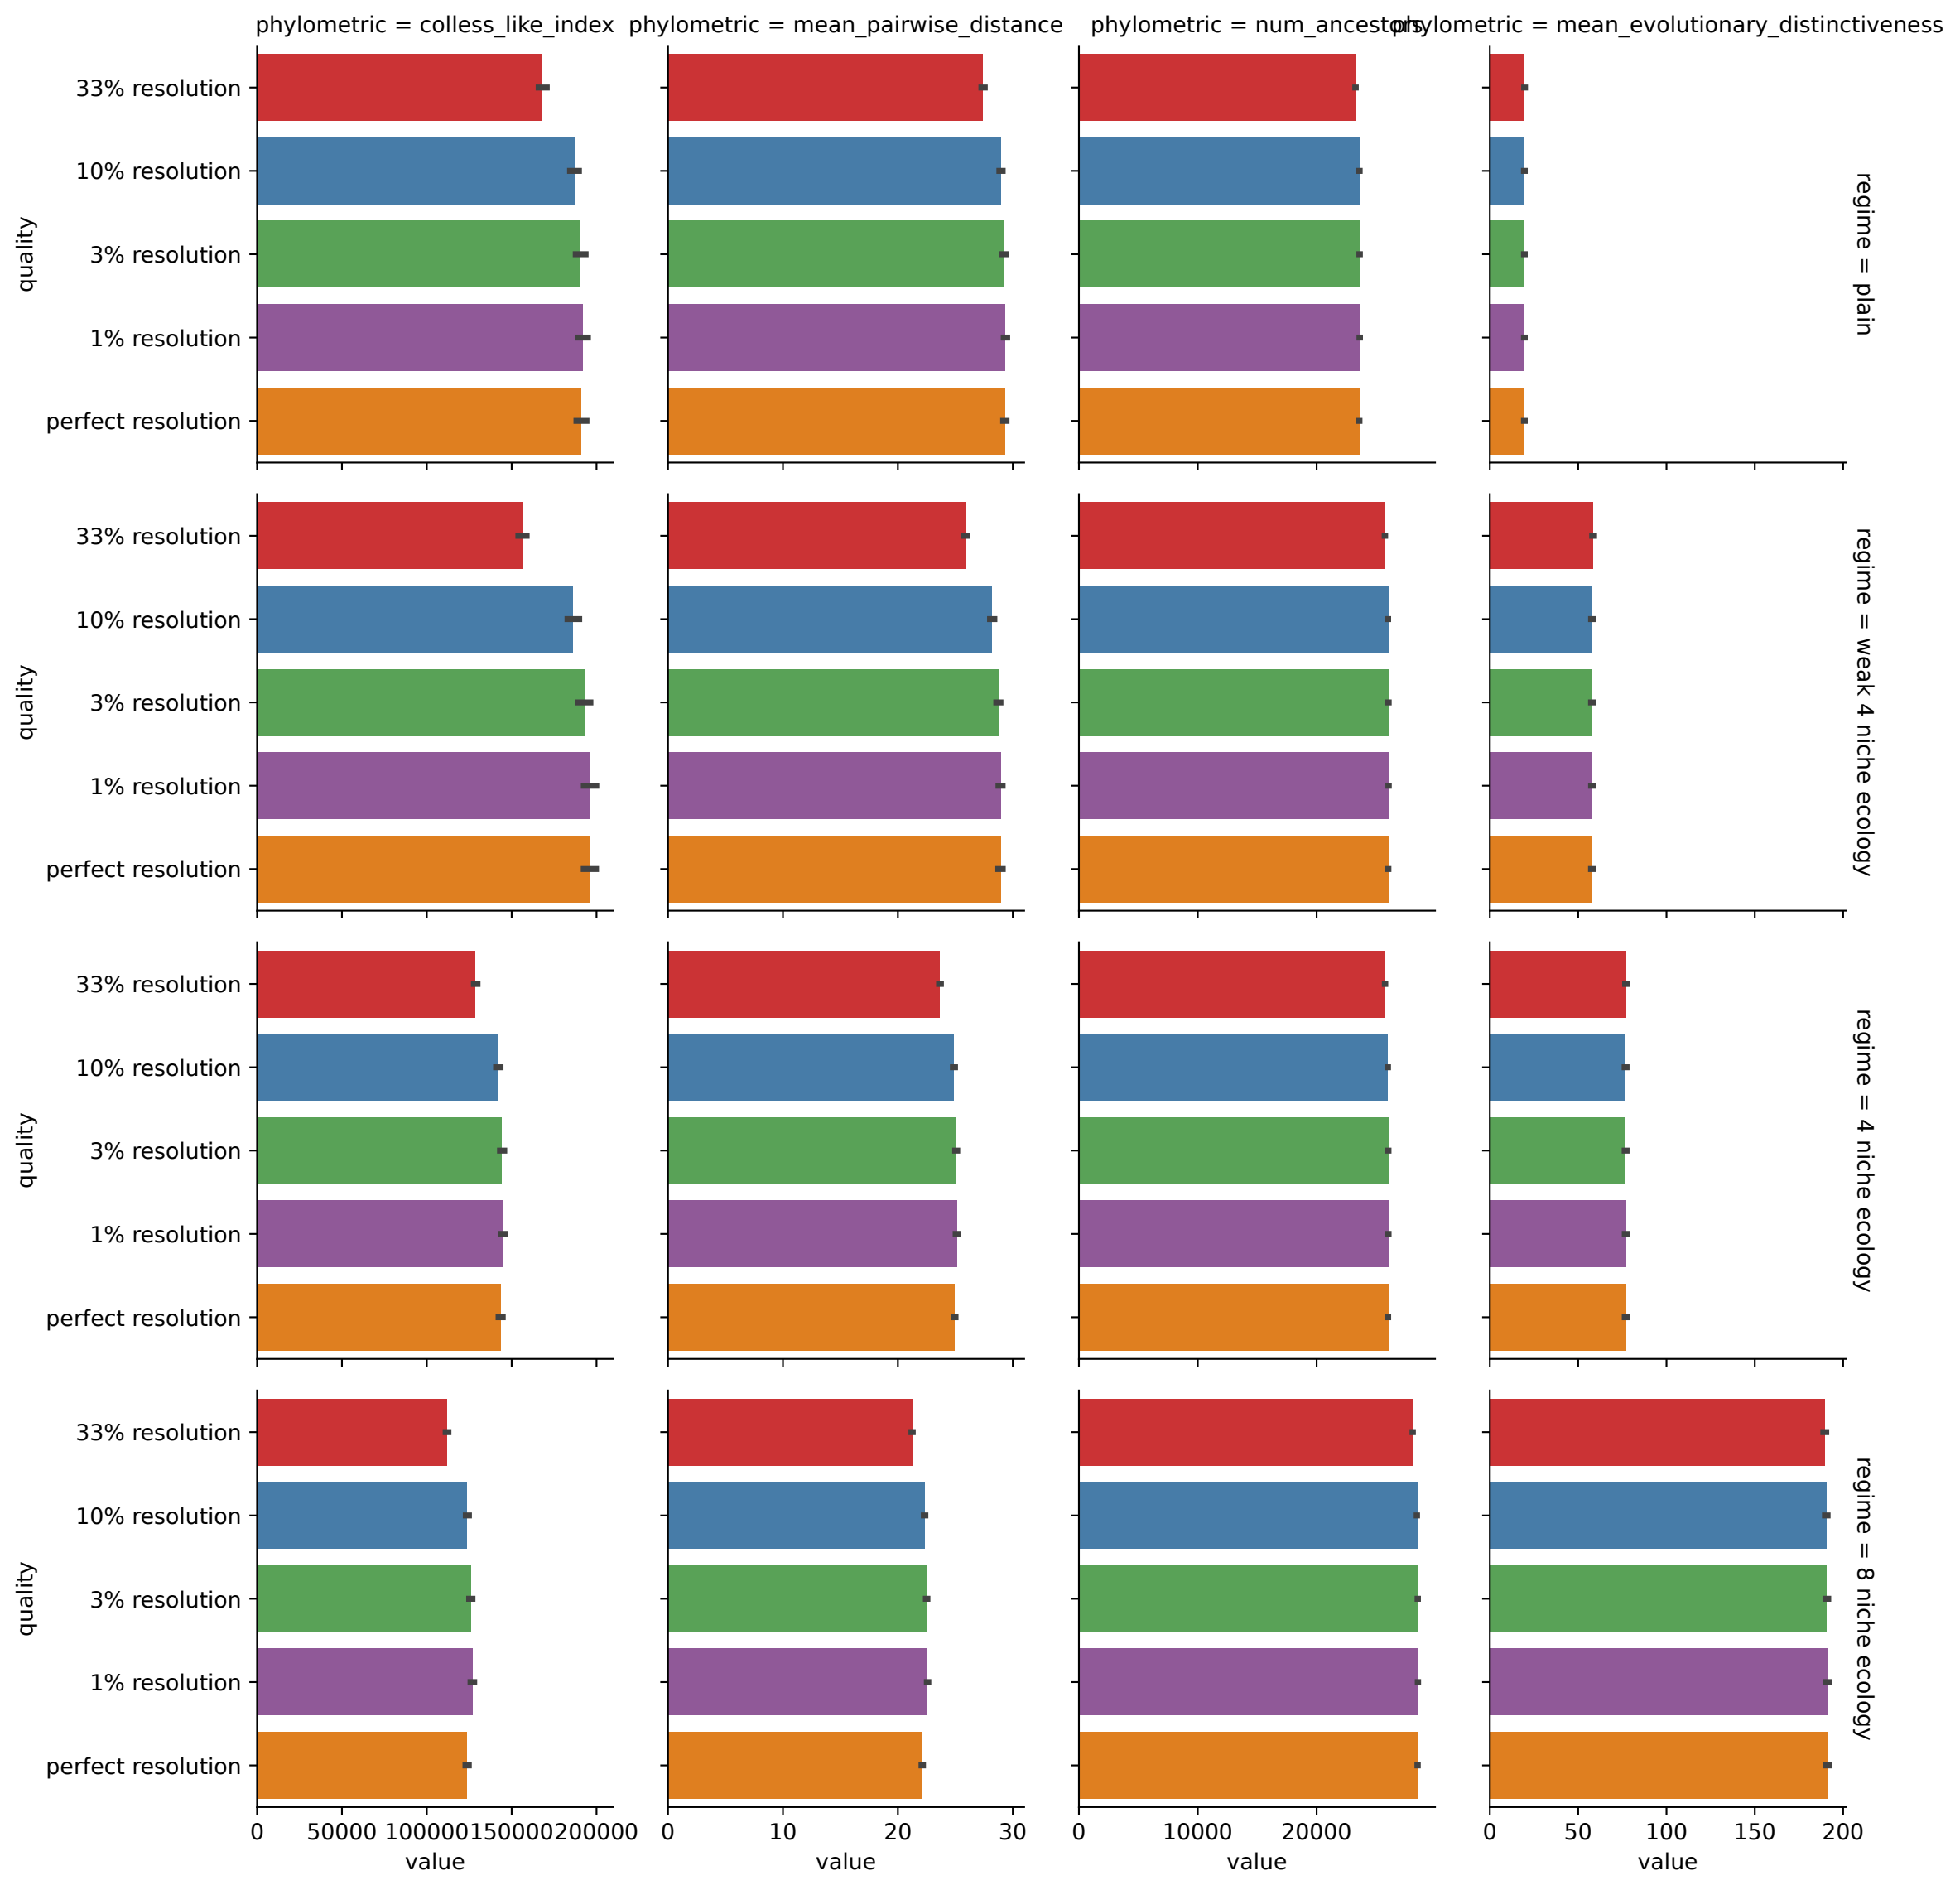 phylometric = colless_like_index
phylometric = mean_pairwise_distance
phylometric = num_ancestors
phylometric = mean_evolutionary_distinctiveness
quality
33% resolution
10% resolution
3% resolution
1% resolution
perfect resolution
regime = plain
quality
33% resolution
10% resolution
3% resolution
1% resolution
perfect resolution
regime = weak 4 niche ecology
quality
33% resolution
10% resolution
3% resolution
1% resolution
perfect resolution
regime = 4 niche ecology
quality
33% resolution
10% resolution
3% resolution
1% resolution
perfect resolution
regime = 8 niche ecology
0 50000 100000 150000 200000
value
0 10 20 30
value
0 10000 20000
value
0 50 100 150 200
value